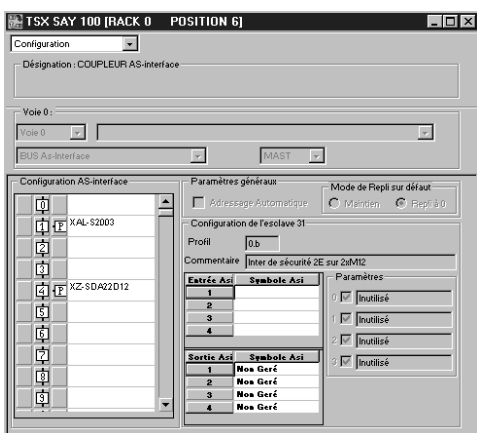 TSX SAY 100 [RACK 0 POSITION 6]
Configuration
Désignation : COUPLEUR AS-interface
Voie 0 :
Voie 0
BUS As-Interface MAST
Configuration AS-interface
0
1 P XAL-S2003
2
3
4 P XZ-SDA22D12
5
6
7
8
9
Paramètres généraux
Adressage Automatique
Mode de Repli sur défaut
Maintien Repli à 0
Configuration de l'esclave 31
Profil 0.b
Commentaire Inter de sécurité 2E sur 2xM12
Entrée Asi Symbole Asi
1
2
3
4
Paramètres
0 Inutilisé
1 Inutilisé
2 Inutilisé
3 Inutilisé
Sortie Asi Symbole Asi
1 Non Geré
2 Non Geré
3 Non Geré
4 Non Geré